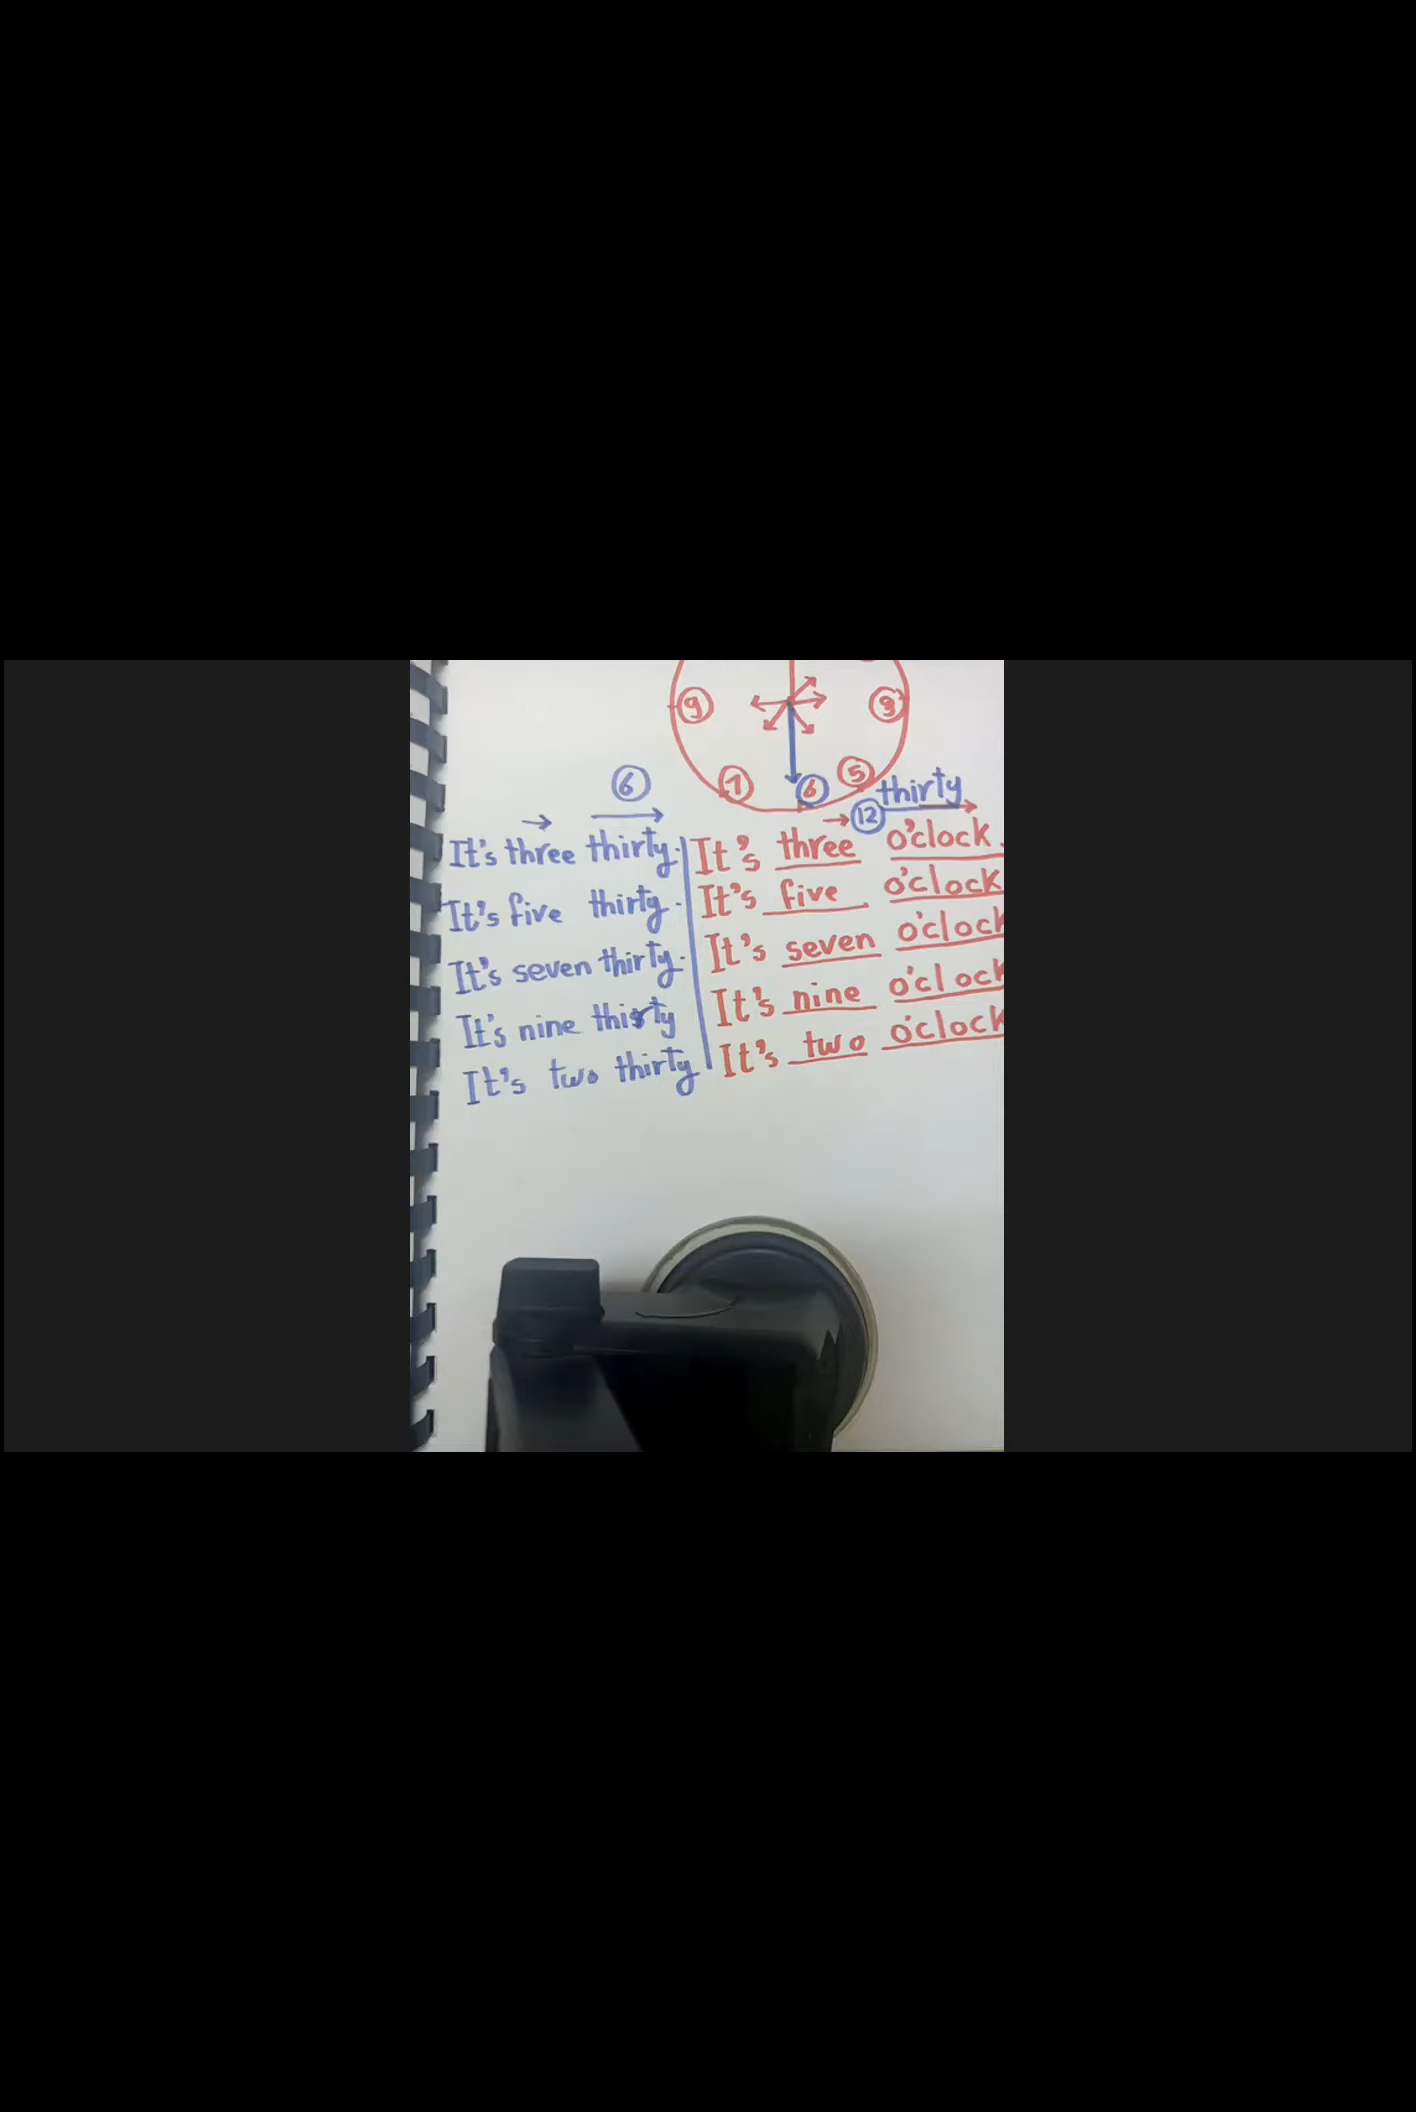 9 3
7 6 5
6 thirty
12
It's three thirty. It's three o'clock.
It's five thirty. It's five o'clock
It's seven thirty. It's seven o'clock
It's nine thirty It's nine o'clock
It's two thirty It's two o'clock